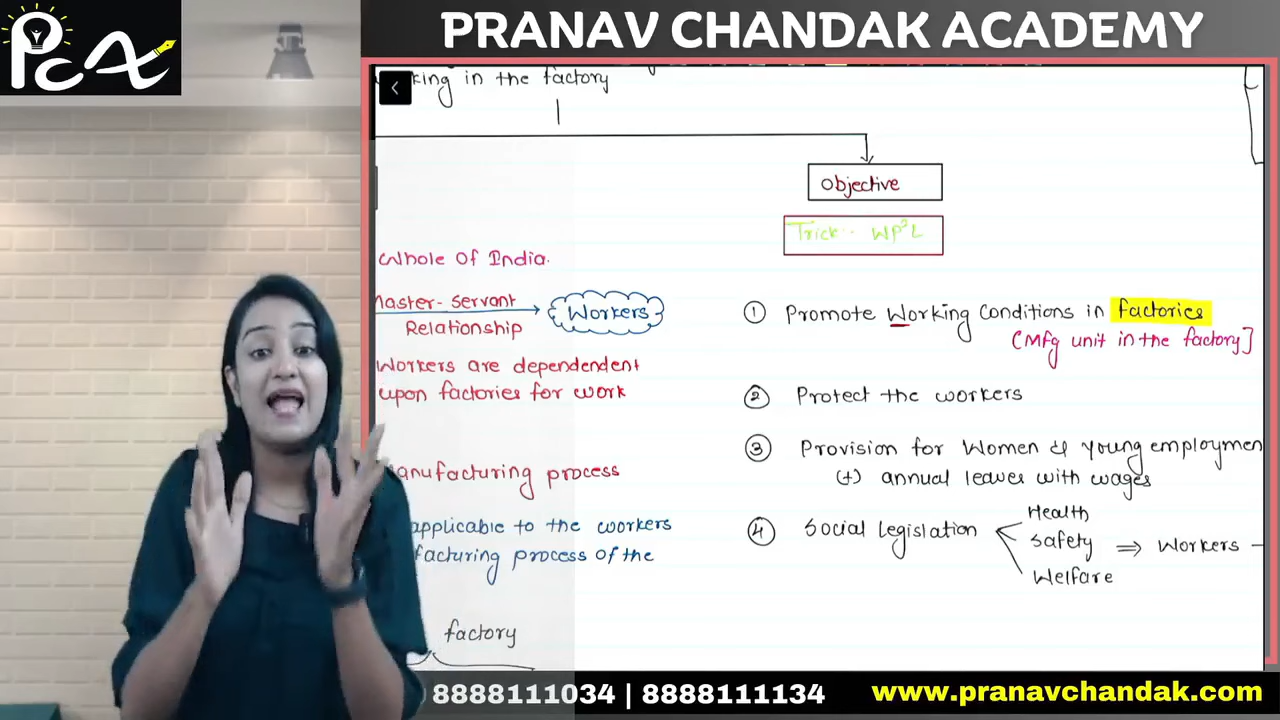 PCA
PRANAV CHANDAK ACADEMY
king in the factory
Objective
Trick:- WP²L
Whole Of India.
Master-Servant
Relationship
Workers
Workers are dependendent
upon factories for work
anufacturing process
applicable to the workers
facturing process of the
factory
① Promote Working Conditions in factories
[Mfg unit in the factory]
② Protect the workers
③ Provision for Women & young employmen
(+) annual leaves with wages
④ Social legislation
Health
Safety
Welfare
⇒ Workers –
8888111034 | 8888111134
www.pranavchandak.com